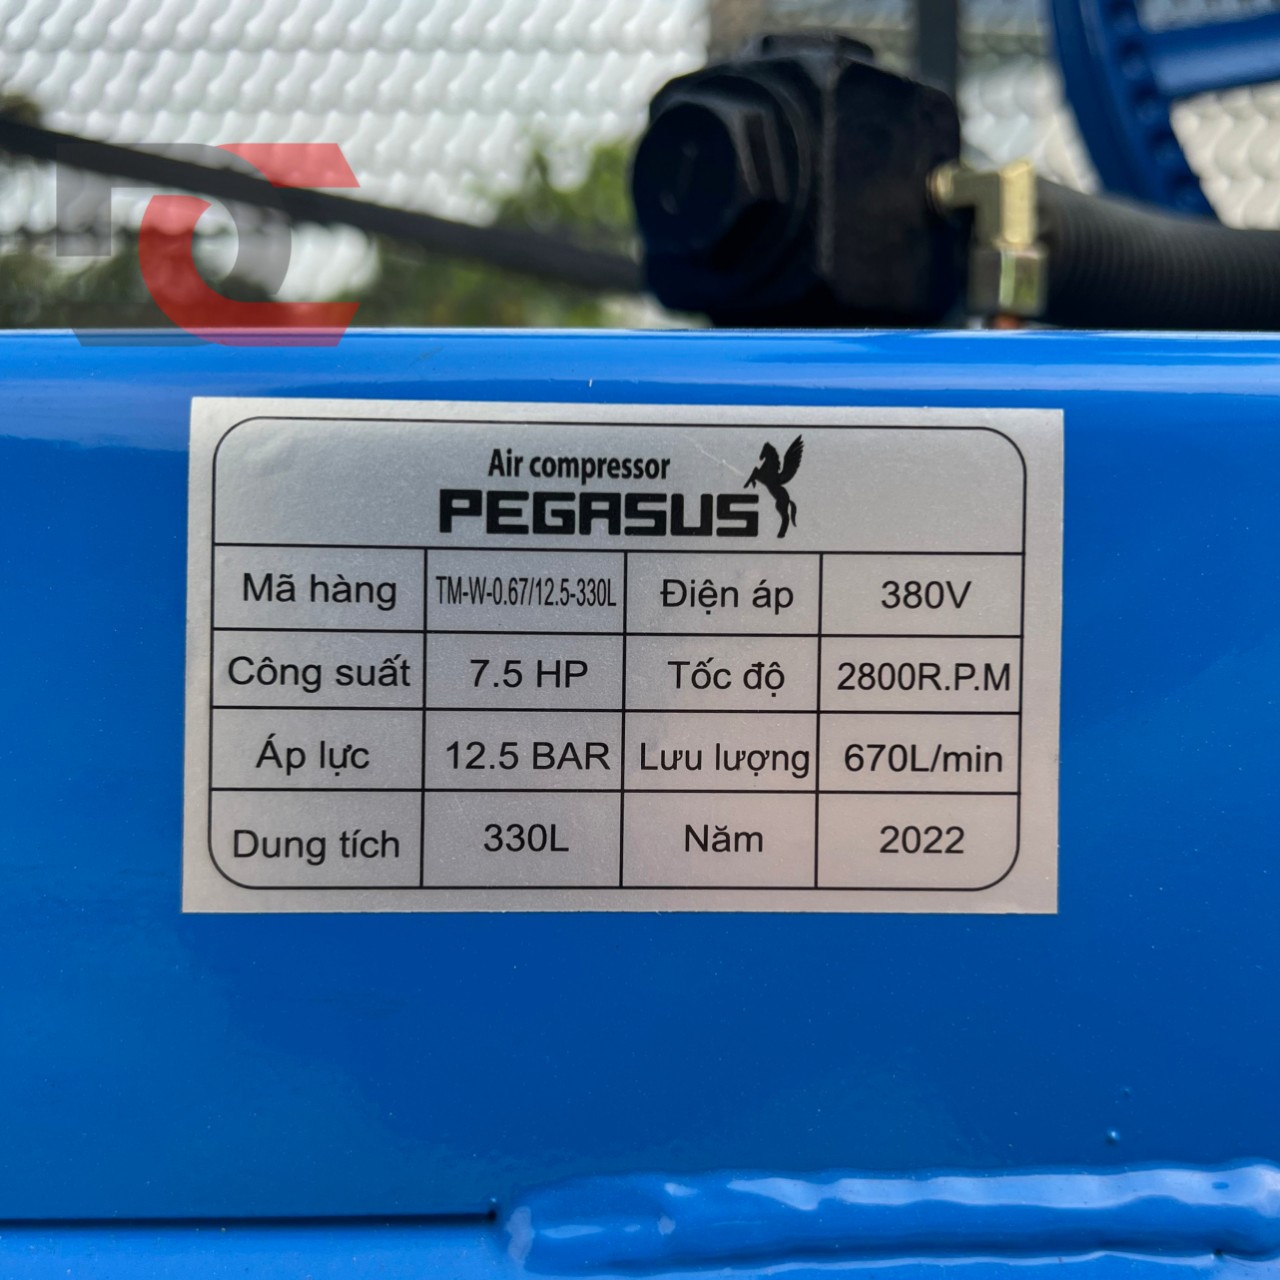 Air compressor
PEGASUS
Mã hàng TM-W-0.67/12.5-330L Điện áp 380V
Công suất 7.5 HP Tốc độ 2800R.P.M
Áp lực 12.5 BAR Lưu lượng 670L/min
Dung tích 330L Năm 2022